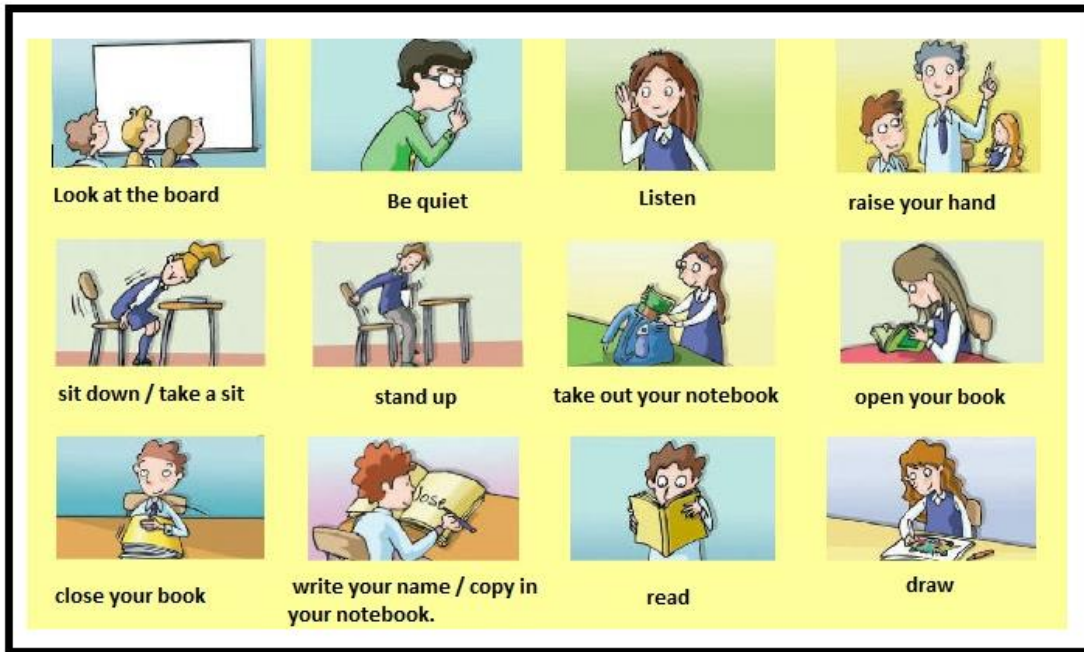 Look at the board
Be quiet
Listen
raise your hand
sit down / take a sit
stand up
take out your notebook
open your book
close your book
write your name / copy in
your notebook.
Jose
read
draw